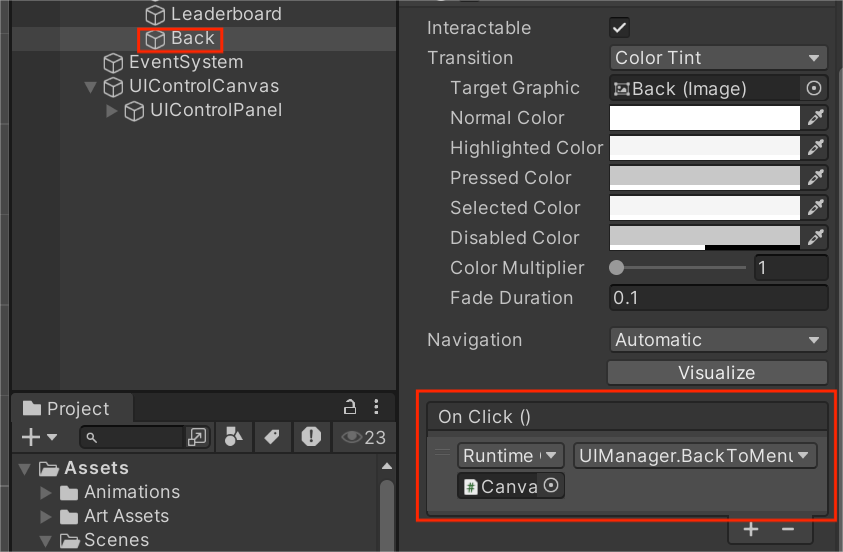 Leaderboard
Back
EventSystem
UIControlCanvas
UIControlPanel
Project
23
Assets
Animations
Art Assets
Scenes
Interactable
Transition Color Tint
Target Graphic Back (Image)
Normal Color
Highlighted Color
Pressed Color
Selected Color
Disabled Color
Color Multiplier 1
Fade Duration 0.1
Navigation Automatic
Visualize
On Click ()
Runtime UIManager.BackToMenu
# Canva
+ −